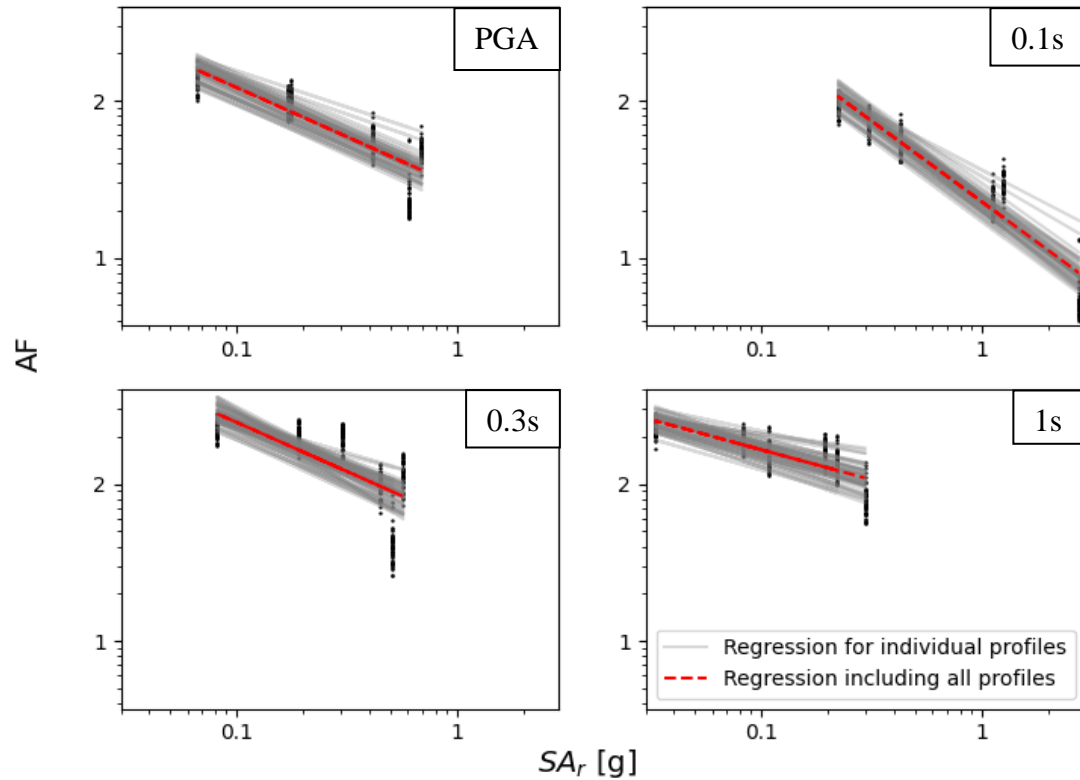 PGA
0.1s
2
1
0.1
1
2
1
0.1
1
AF
0.3s
1s
2
1
0.1
1
2
1
0.1
1
Regression for individual profiles
Regression including all profiles
SAr [g]